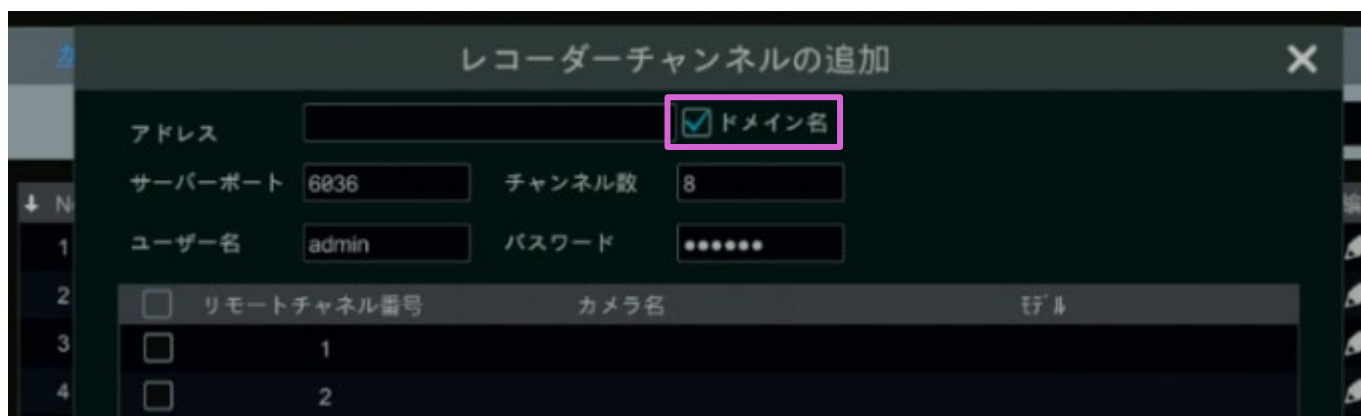 レコーダーチャンネルの追加
アドレス ドメイン名
サーバーポート 6036 チャンネル数 8
↓ No
ユーザー名 admin パスワード ●●●●●●
1
2 リモートチャネル番号 カメラ名 ﾓﾃﾞﾙ
3 1
4 2